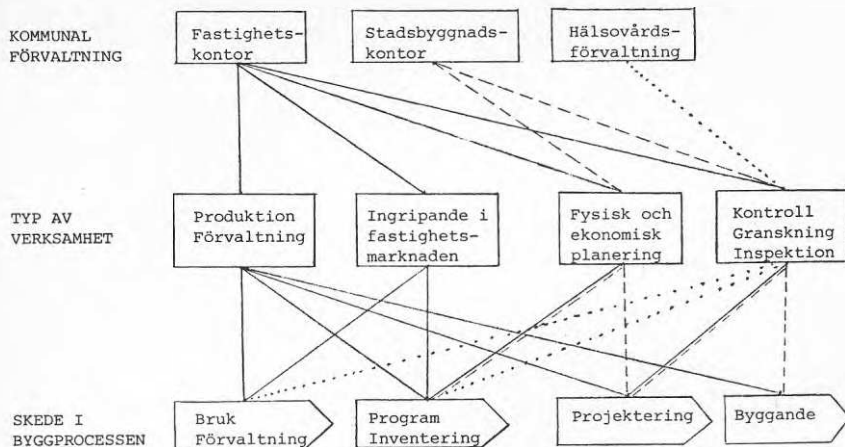 KOMMUNAL
FÖRVALTNING
Fastighets-
kontor
Stadsbyggnads-
kontor
Hälsovårds-
förvaltning
TYP AV
VERKSAMHET
Produktion
Förvaltning
Ingripande i
fastighets-
marknaden
Fysisk och
ekonomisk
planering
Kontroll
Granskning
Inspektion
SKEDE I
BYGGPROCESSEN
Bruk
Förvaltning
Program
Inventering
Projektering
Byggande